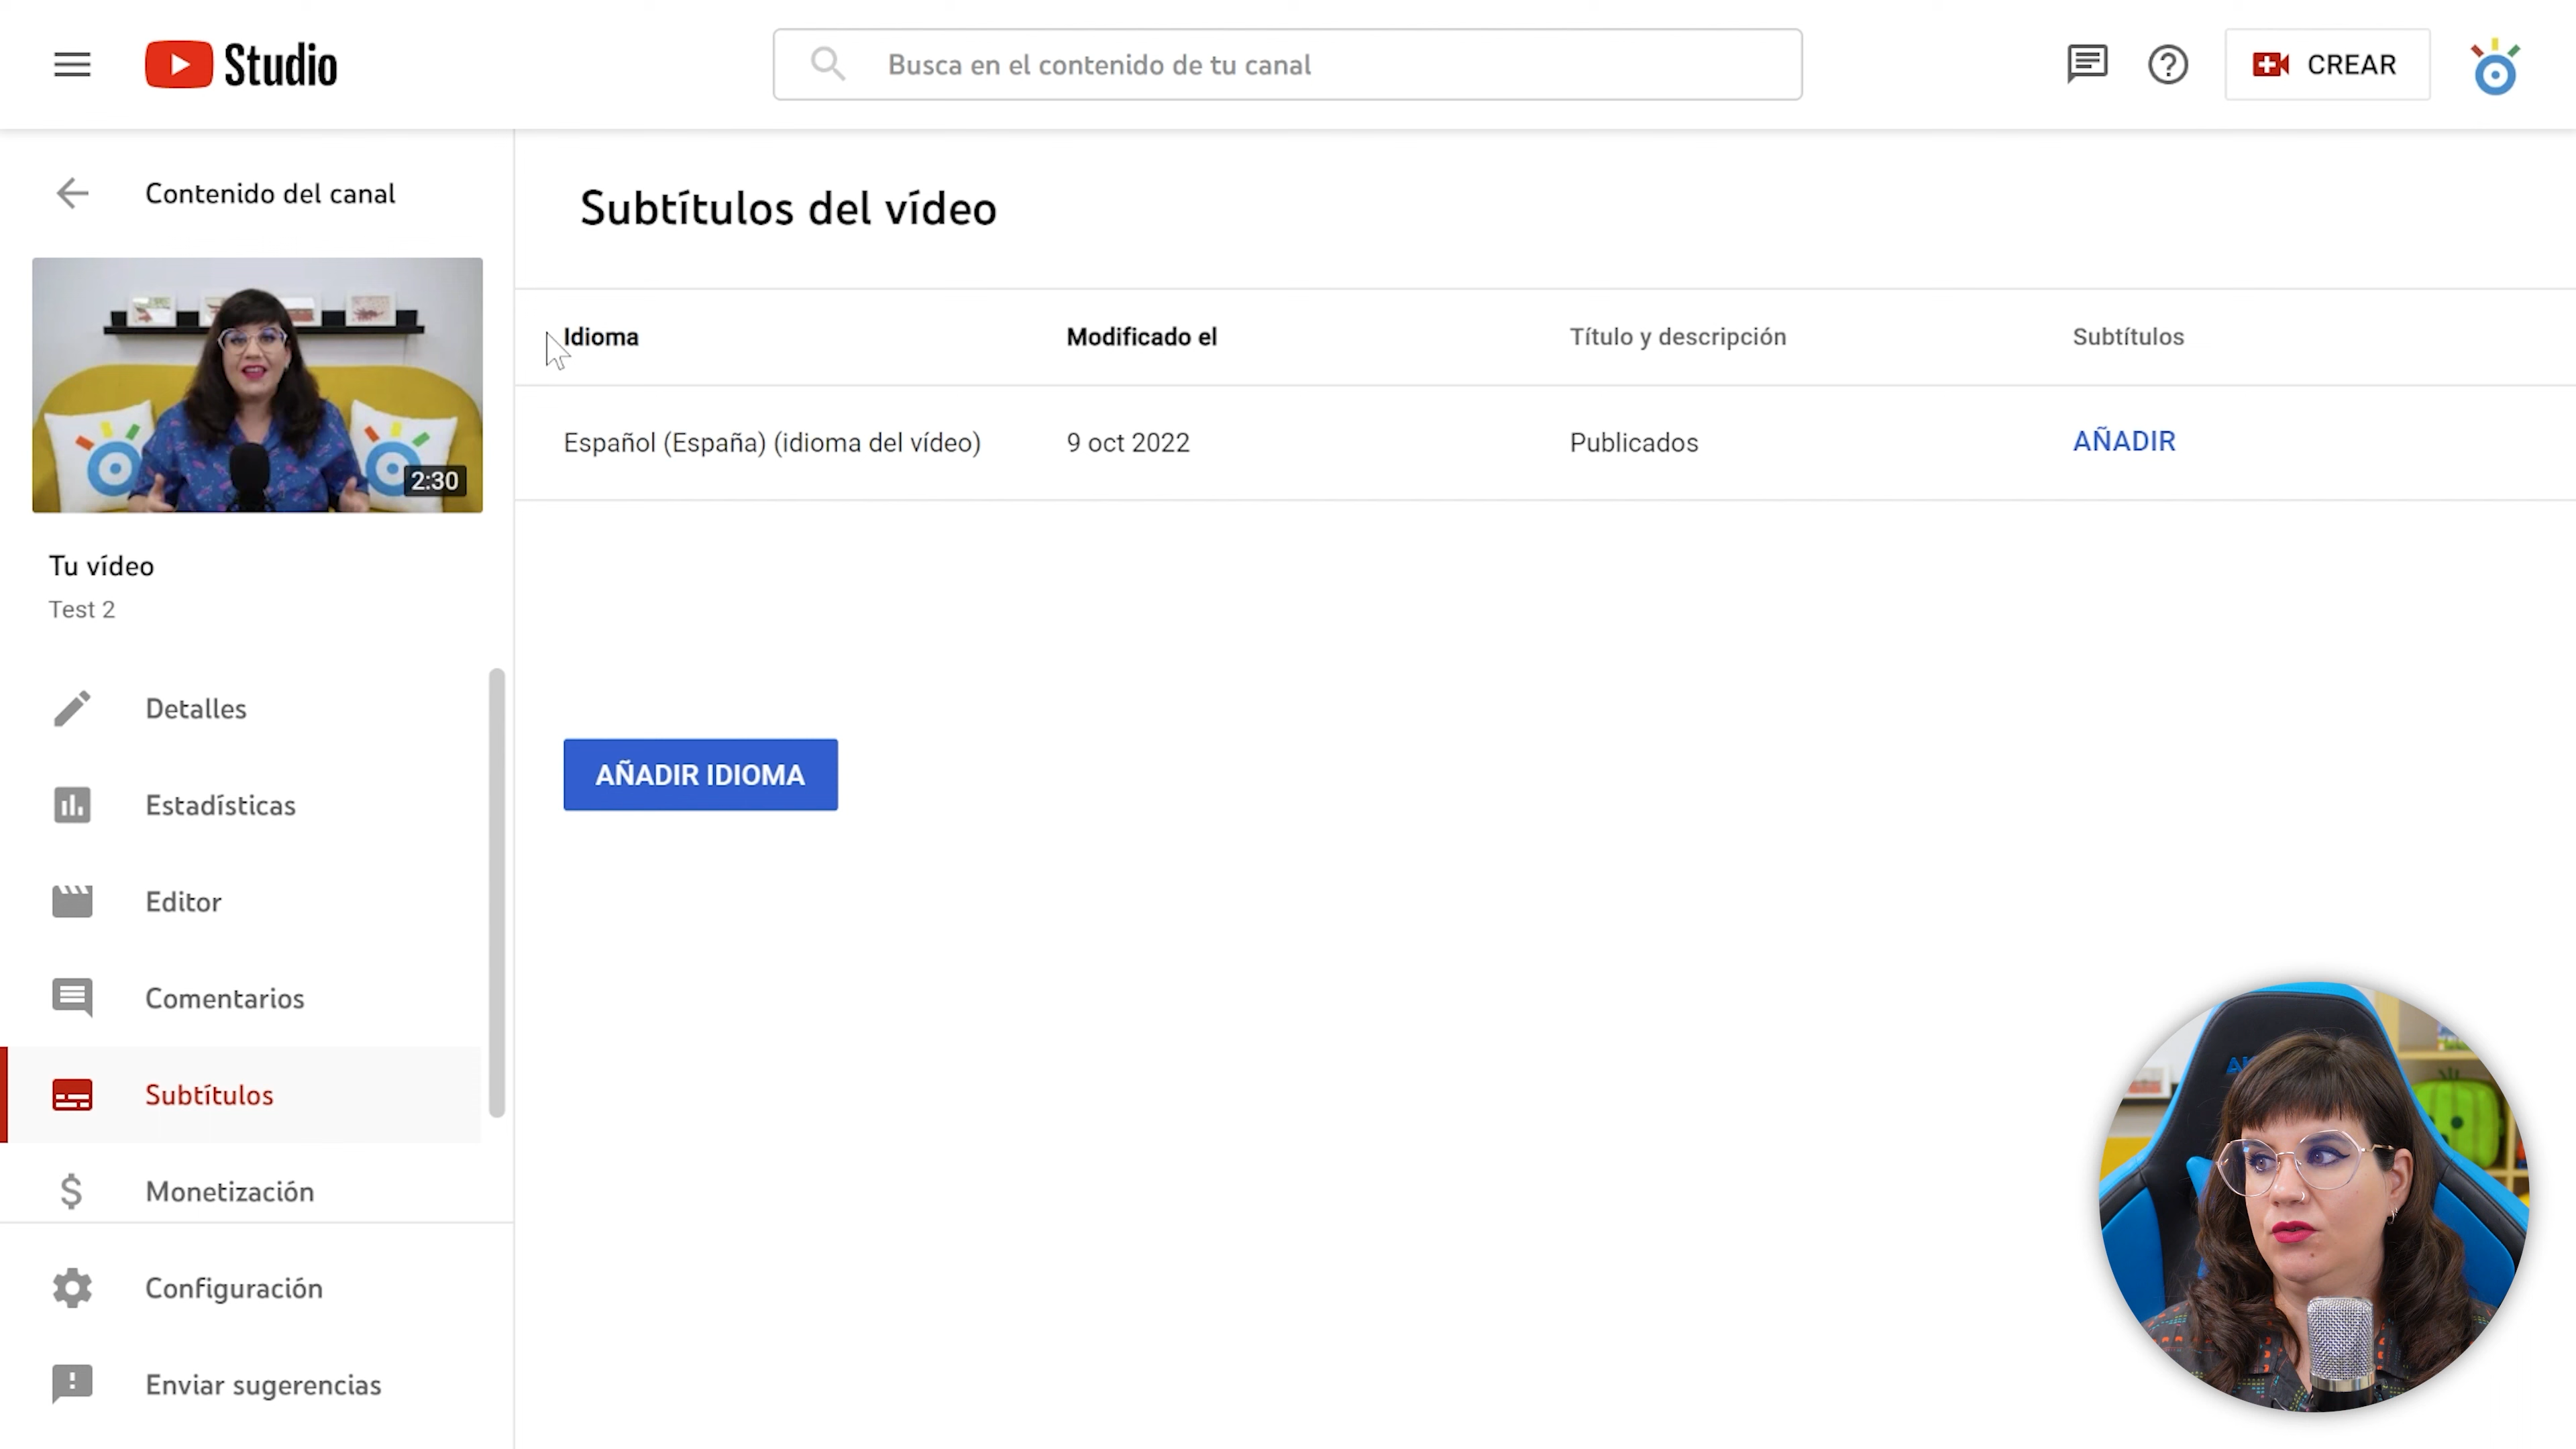 Studio
Busca en el contenido de tu canal
CREAR
Contenido del canal
2:30
Tu vídeo
Test 2
Detalles
Estadísticas
Editor
Comentarios
Subtítulos
Monetización
Configuración
Enviar sugerencias
Subtítulos del vídeo
Idioma Modificado el Título y descripción Subtítulos
Español (España) (idioma del vídeo) 9 oct 2022 Publicados AÑADIR
AÑADIR IDIOMA